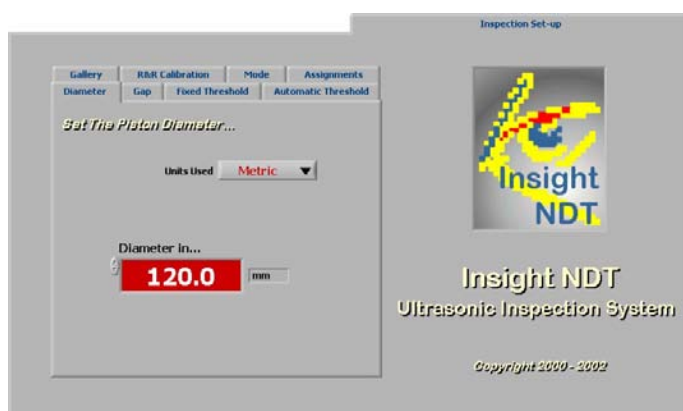 Inspection Set-up
Gallery R&R Calibration Mode Assignments
Diameter Gap Fixed Threshold Automatic Threshold
Set The Piston Diameter...
Units Used Metric
Diameter in...
120.0 mm
Insight
NDT
Insight NDT
Ultrasonic Inspection System
Copyright 2000 - 2002